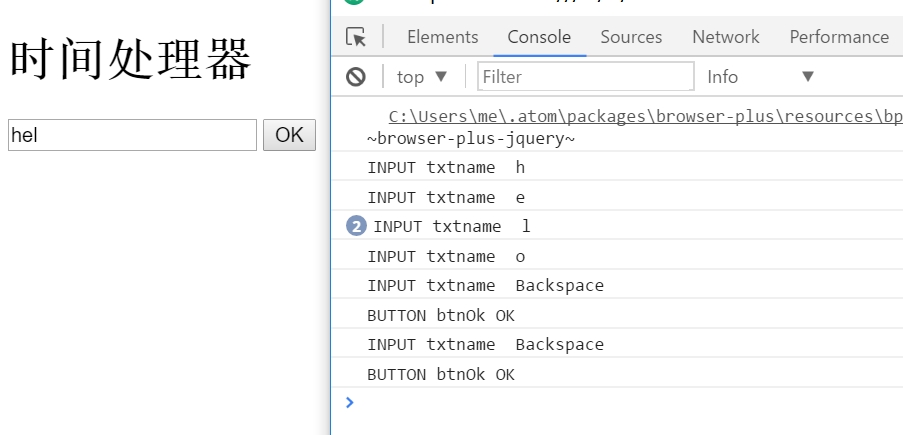 时间处理器
hel OK
Elements Console Sources Network Performance
top ▼ Filter Info ▼
C:\Users\me\.atom\packages\browser-plus\resources\bp
~browser-plus-jquery~
INPUT txtname h
INPUT txtname e
2 INPUT txtname l
INPUT txtname o
INPUT txtname Backspace
BUTTON btnOk OK
INPUT txtname Backspace
BUTTON btnOk OK